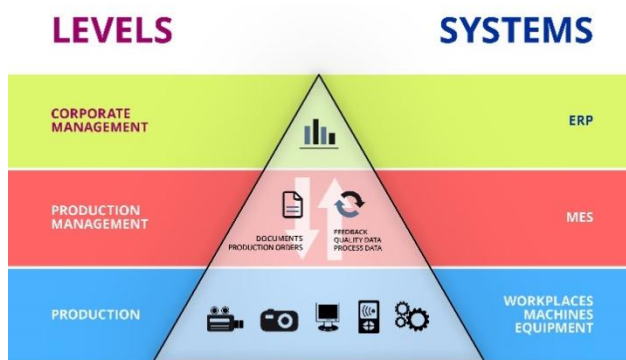 LEVELS
SYSTEMS
CORPORATE
MANAGEMENT
ERP
PRODUCTION
MANAGEMENT
DOCUMENTS
PRODUCTION ORDERS
FEEDBACK
QUALITY DATA
PROCESS DATA
MES
PRODUCTION
WORKPLACES
MACHINES
EQUIPMENT